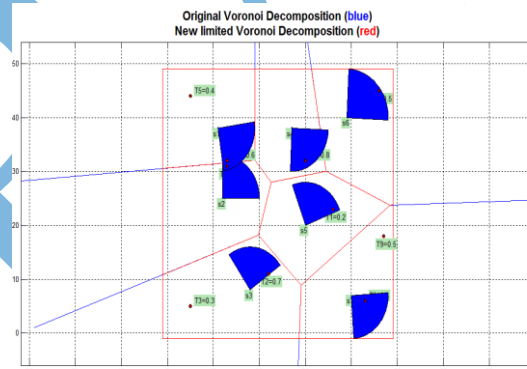 Original Voronoi Decomposition (blue)
New limited Voronoi Decomposition (red)
50
T5=0.4
s6
40
30
s2
s5
T1=0.2
20
T9=0.5
10
s3
T2=0.7
T3=0.3
0